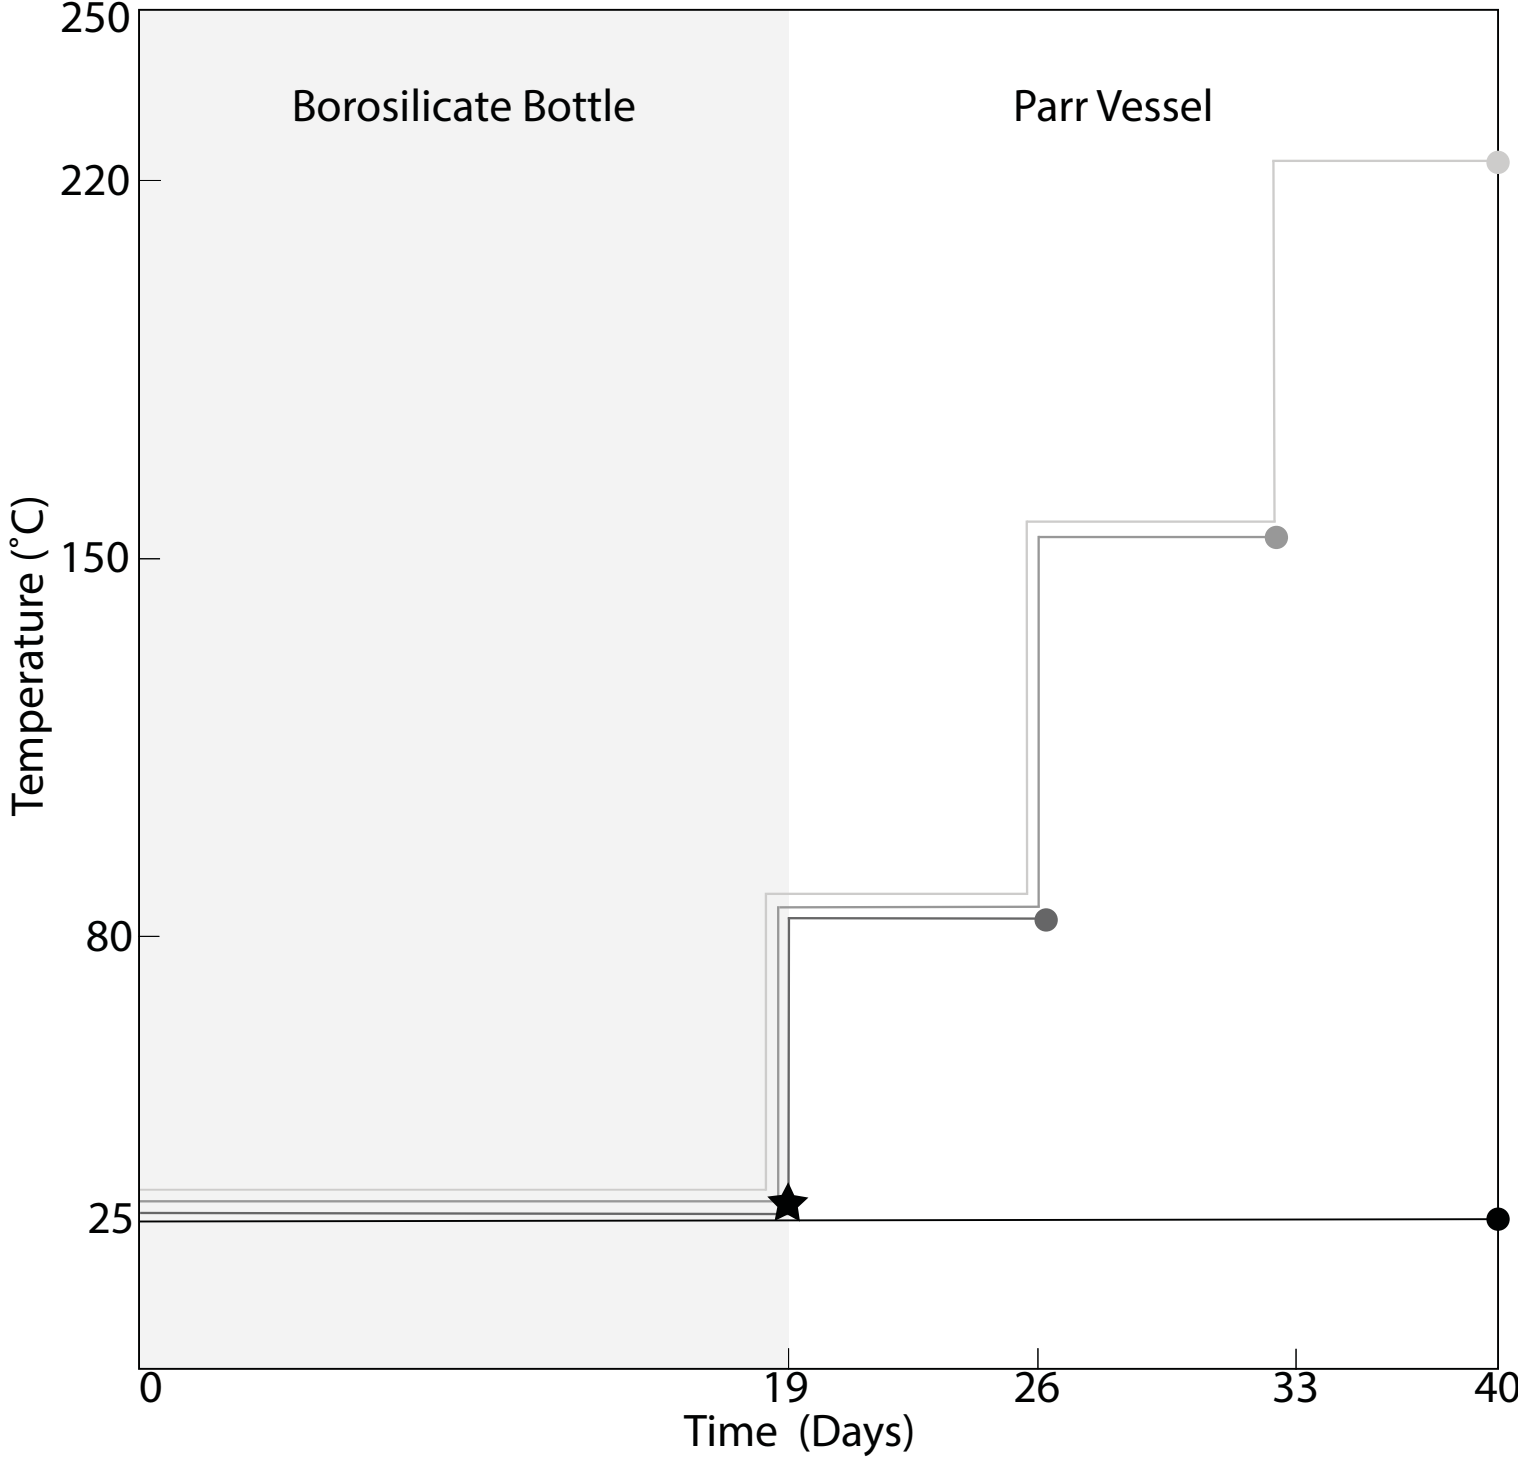 250
Borosilicate Bottle
Parr Vessel
220
Temperature (˚C)
150
80
25
0
19
26
33
40
Time (Days)